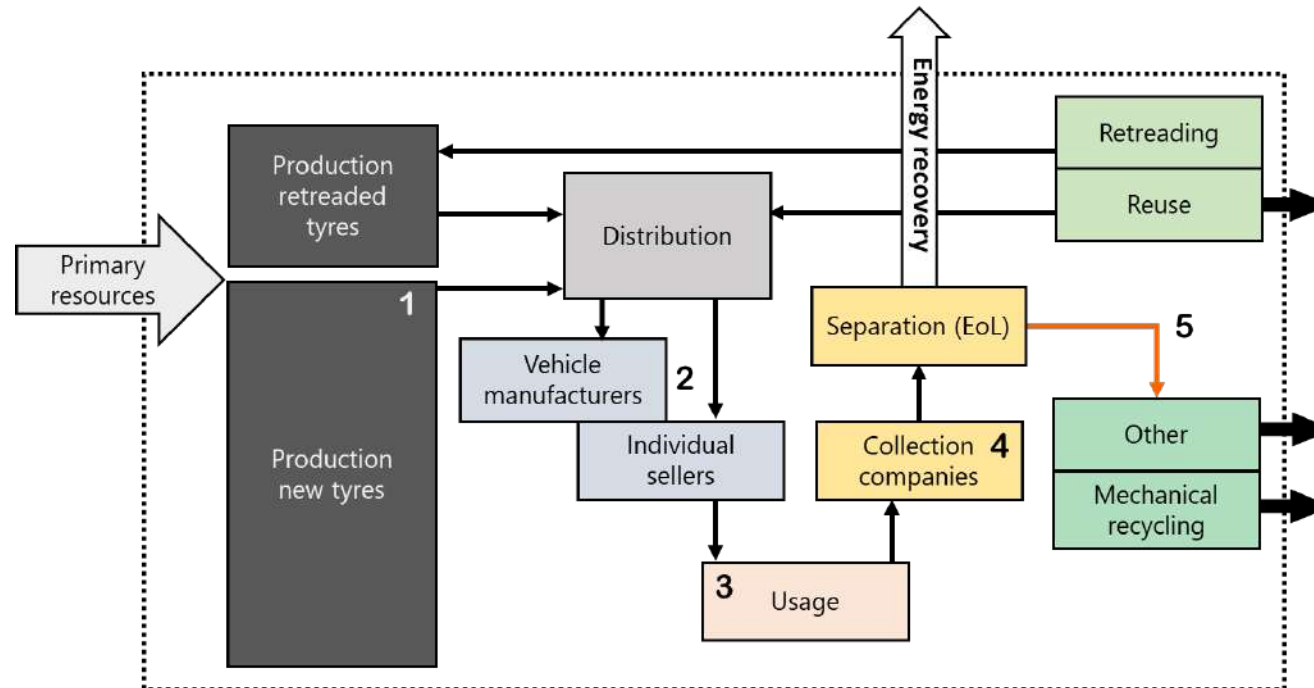 Primary
resources
Production
retreaded
tyres
1
Production
new tyres
Distribution
Vehicle
manufacturers
2
Individual
sellers
3
Usage
Energy recovery
Separation (EoL)
Collection
companies
4
Retreading
Reuse
5
Other
Mechanical
recycling